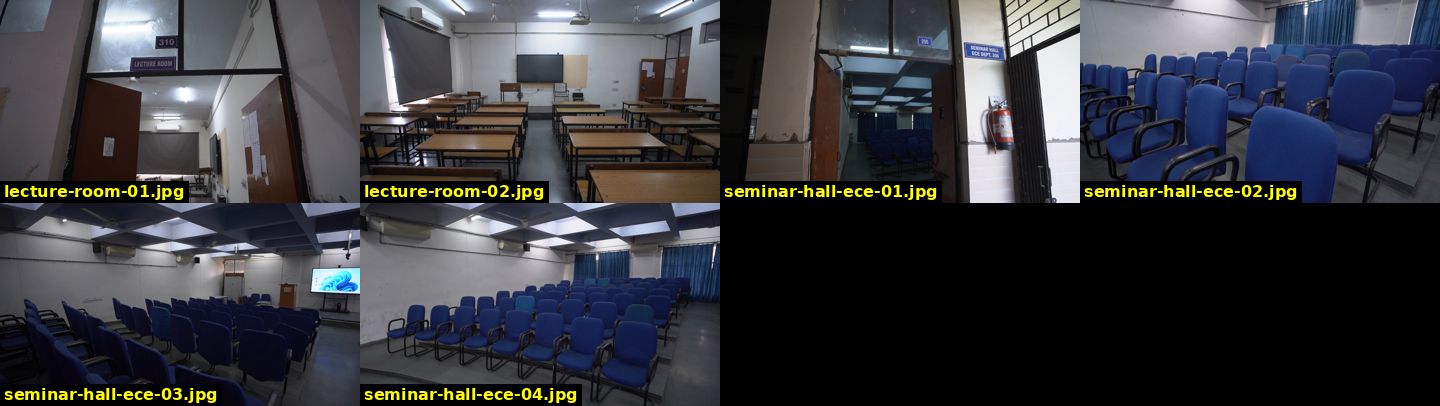 310
LECTURE ROOM
lecture-room-01.jpg
lecture-room-02.jpg
SEMINAR HALL
ECE DEPT. 206
seminar-hall-ece-01.jpg
seminar-hall-ece-02.jpg
seminar-hall-ece-03.jpg
seminar-hall-ece-04.jpg